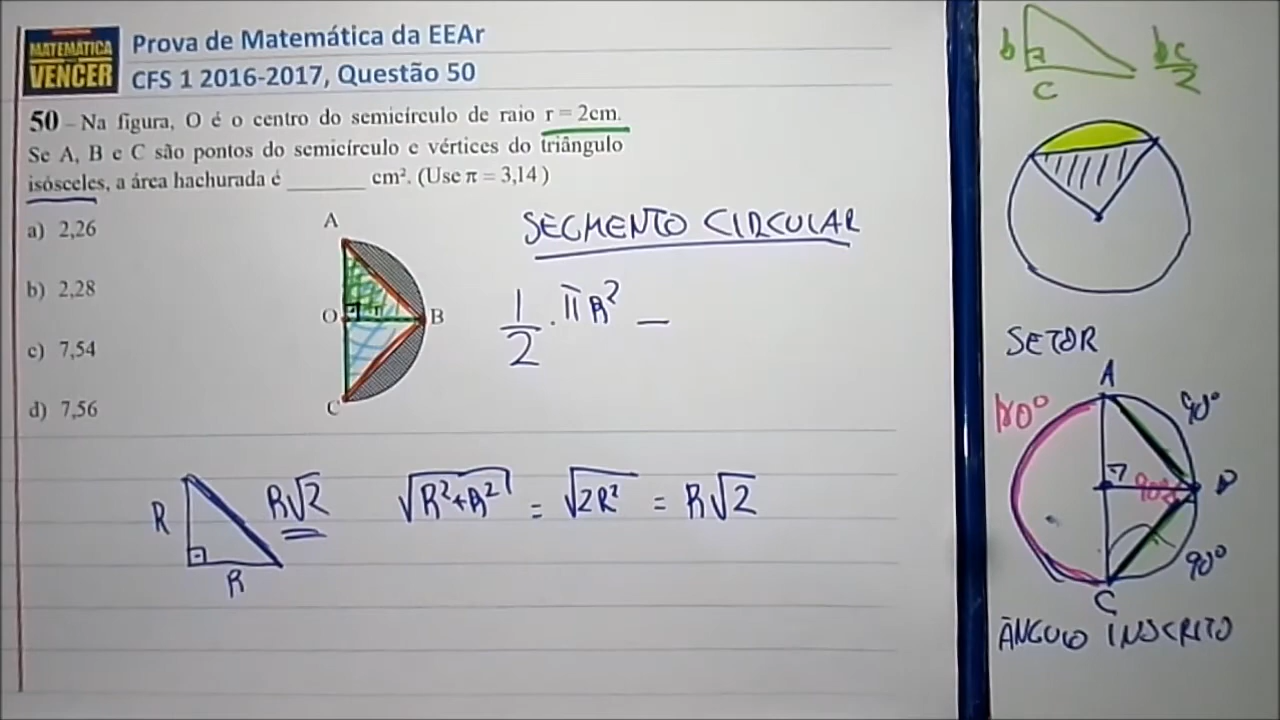 MATEMÁTICA
VENCER
Prova de Matemática da EEAr
CFS 1 2016-2017, Questão 50
50 – Na figura, O é o centro do semicírculo de raio r = 2cm.
Se A, B e C são pontos do semicírculo e vértices do triângulo
isósceles, a área hachurada é ________ cm². (Use π = 3,14 )
a) 2,26
b) 2,28
c) 7,54
d) 7,56
A
O
r
B
C
SEGMENTO CIRCULAR
1/2 . πR² —
R
R√2
R
√R²+R² = √2R² = R√2
b
c
bc/2
SETOR
A
180°
90°
90°
B
90°
C
ÂNGULO INSCRITO